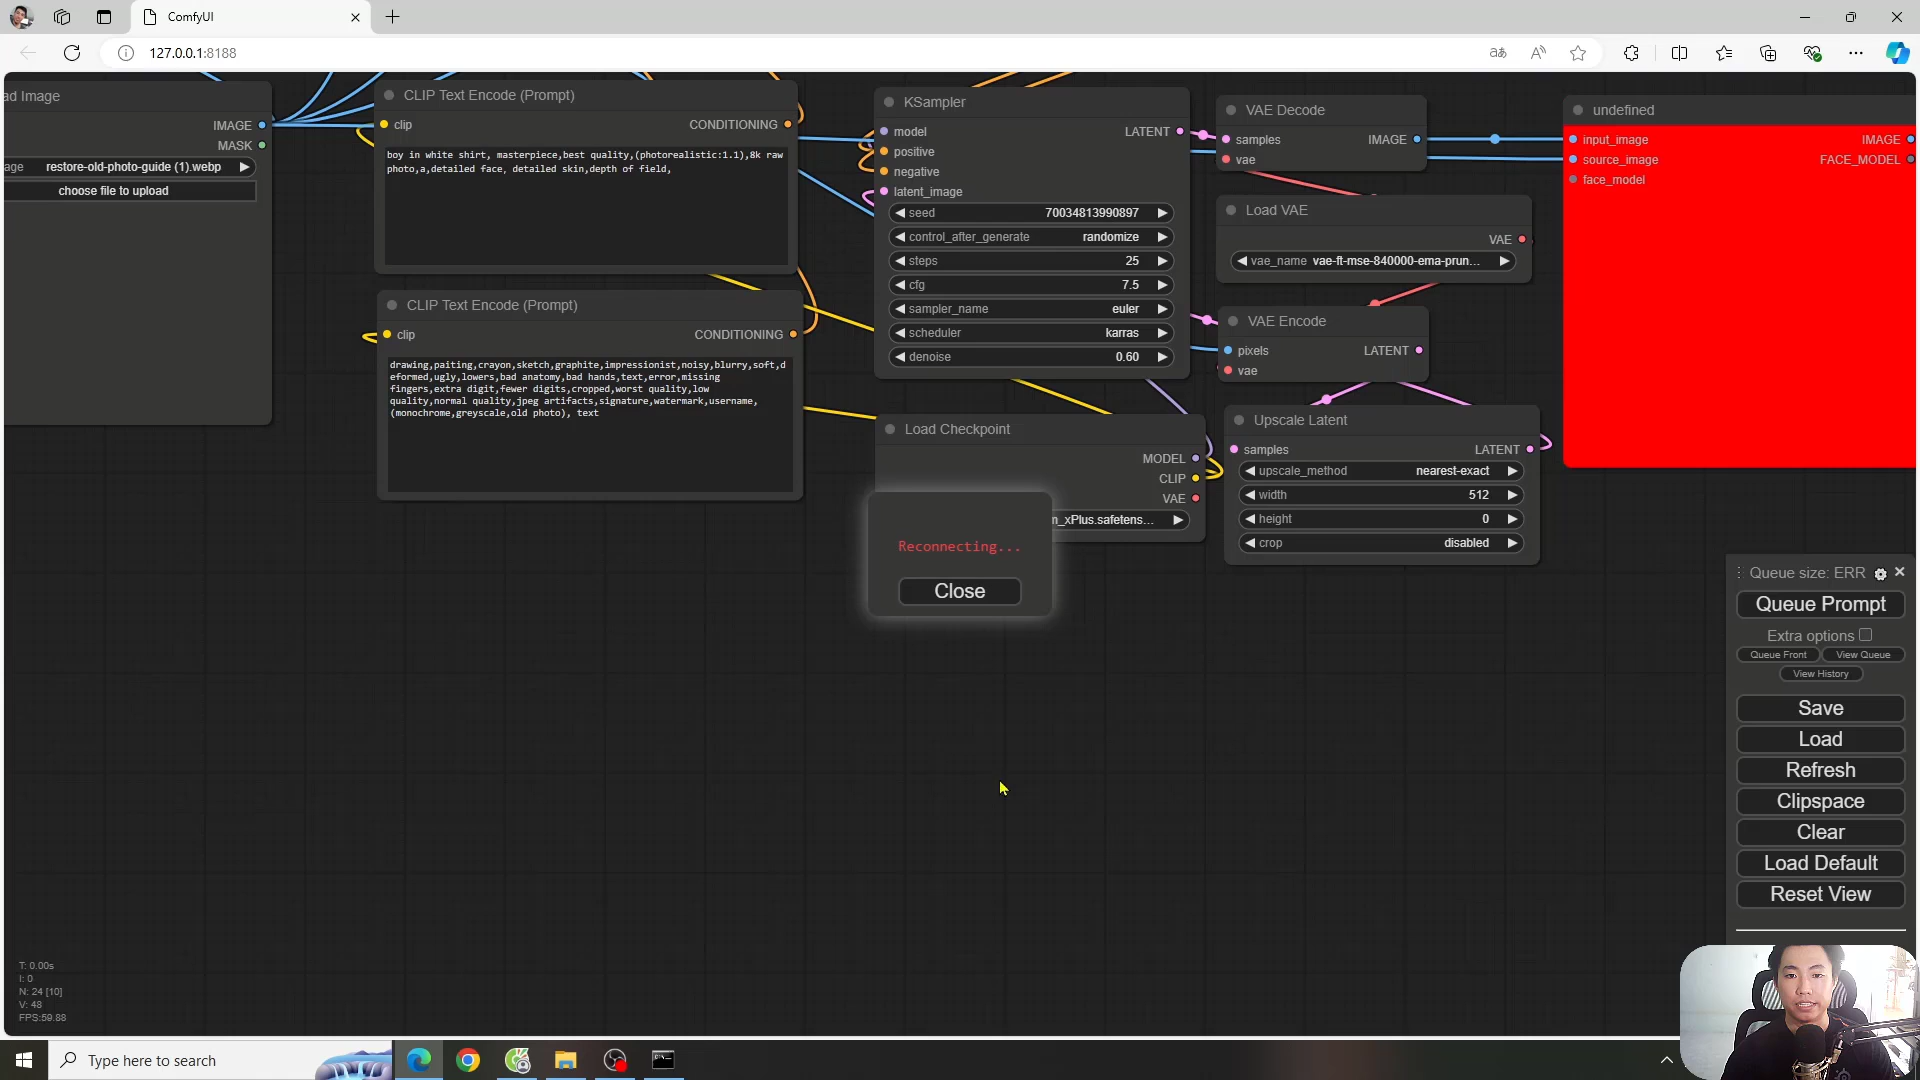 ComfyUI
127.0.0.1:8188
ad Image
IMAGE
MASK
age restore-old-photo-guide (1).webp
choose file to upload
CLIP Text Encode (Prompt)
clip CONDITIONING
boy in white shirt, masterpiece,best quality,(photorealistic:1.1),8k raw
photo,a,detailed face, detailed skin,depth of field,
CLIP Text Encode (Prompt)
clip CONDITIONING
drawing,paiting,crayon,sketch,graphite,impressionist,noisy,blurry,soft,d
eformed,ugly,lowers,bad anatomy,bad hands,text,error,missing
fingers,extra digit,fewer digits,cropped,worst quality,low
quality,normal quality,jpeg artifacts,signature,watermark,username,
(monochrome,greyscale,old photo), text
KSampler
model LATENT
positive
negative
latent_image
seed 70034813990897
control_after_generate randomize
steps 25
cfg 7.5
sampler_name euler
scheduler karras
denoise 0.60
Load Checkpoint
MODEL
CLIP
VAE
n_xPlus.safetens...
Reconnecting...
Close
VAE Decode
samples IMAGE
vae
Load VAE
VAE
vae_name vae-ft-mse-840000-ema-prun...
VAE Encode
pixels LATENT
vae
Upscale Latent
samples LATENT
upscale_method nearest-exact
width 512
height 0
crop disabled
undefined
input_image IMAGE
source_image FACE_MODEL
face_model
Queue size: ERR
Queue Prompt
Extra options
Queue Front View Queue
View History
Save
Load
Refresh
Clipspace
Clear
Load Default
Reset View
T: 0.00s
I: 0
N: 24 [10]
V: 48
FPS:59.88
Type here to search